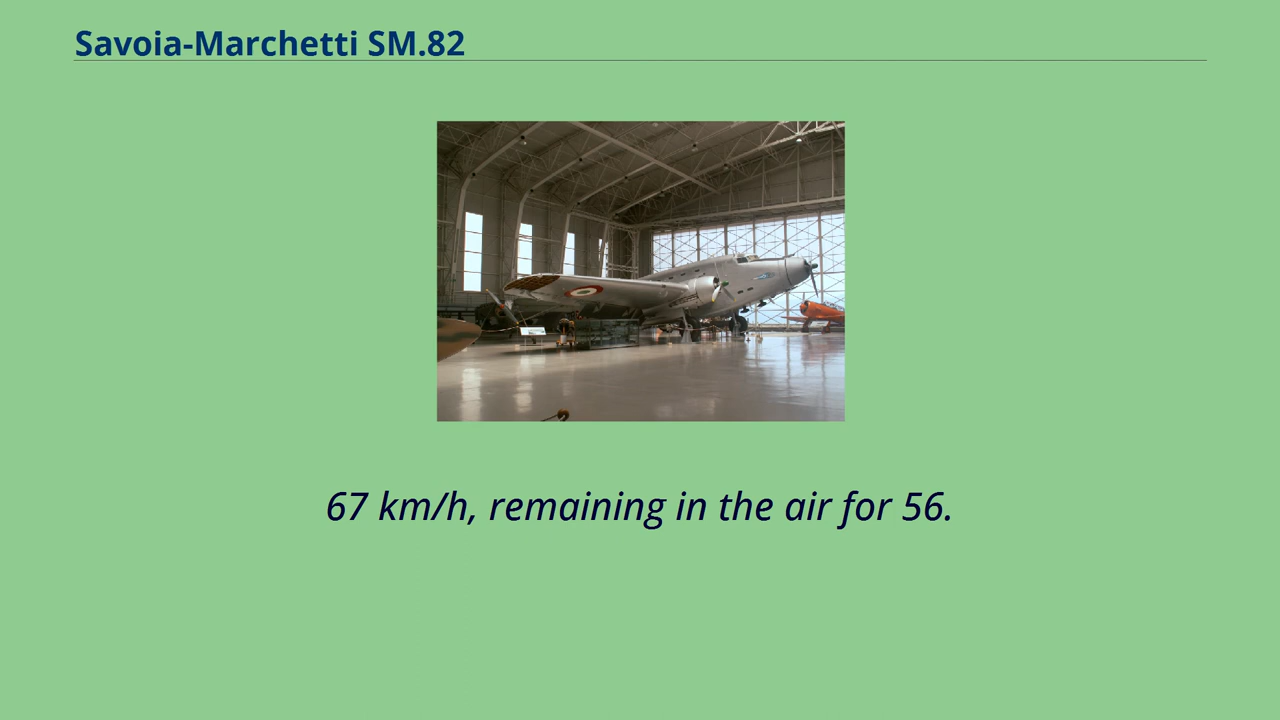 Savoia-Marchetti SM.82
67 km/h, remaining in the air for 56.